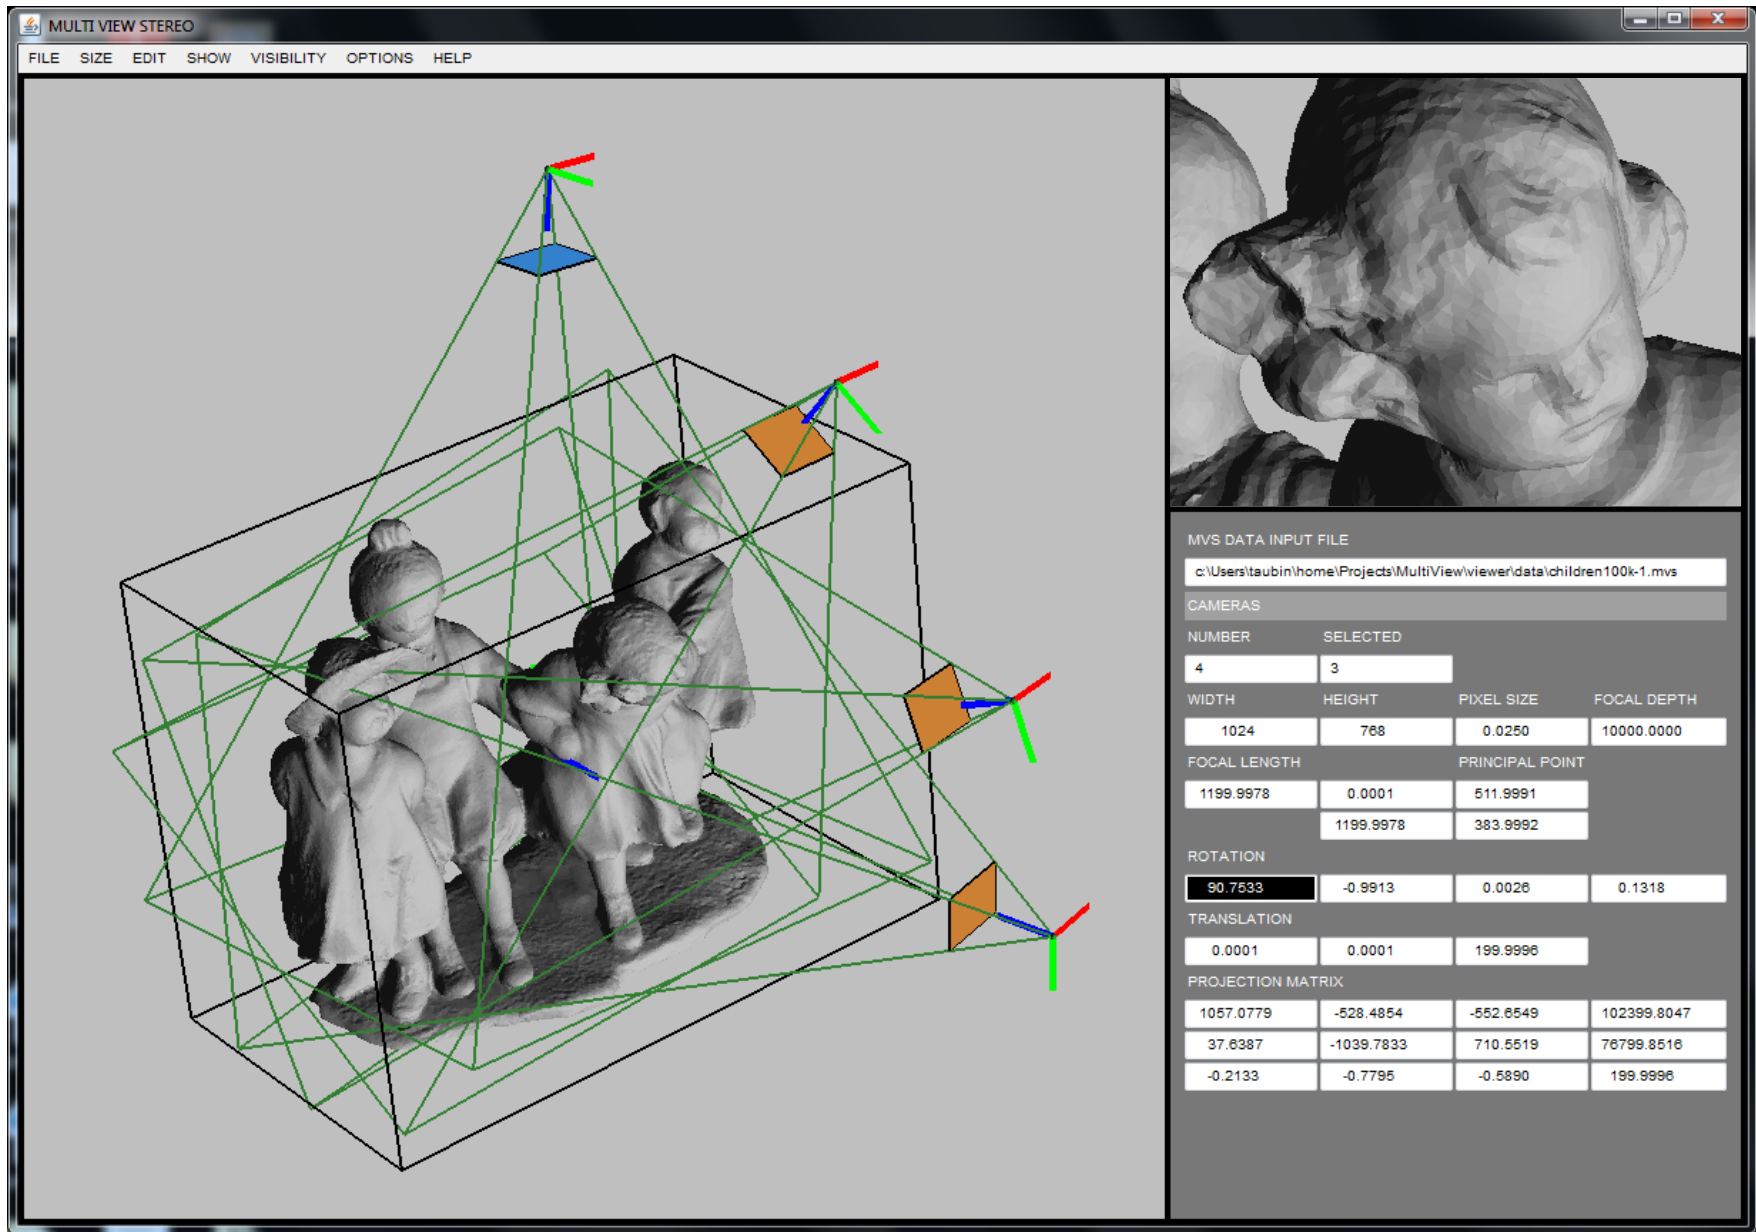 MULTI VIEW STEREO
FILE SIZE EDIT SHOW VISIBILITY OPTIONS HELP
MVS DATA INPUT FILE
c:\Users\taubin\home\Projects\MultiView\viewer\data\children100k-1.mvs
CAMERAS
NUMBER SELECTED
4 3
WIDTH HEIGHT PIXEL SIZE FOCAL DEPTH
1024 768 0.0250 10000.0000
FOCAL LENGTH PRINCIPAL POINT
1199.9978 0.0001 511.9991
1199.9978 383.9992
ROTATION
90.7533 -0.9913 0.0026 0.1318
TRANSLATION
0.0001 0.0001 199.9996
PROJECTION MATRIX
1057.0779 -528.4854 -552.6549 102399.8047
37.6387 -1039.7833 710.5519 76799.8516
-0.2133 -0.7795 -0.5890 199.9996